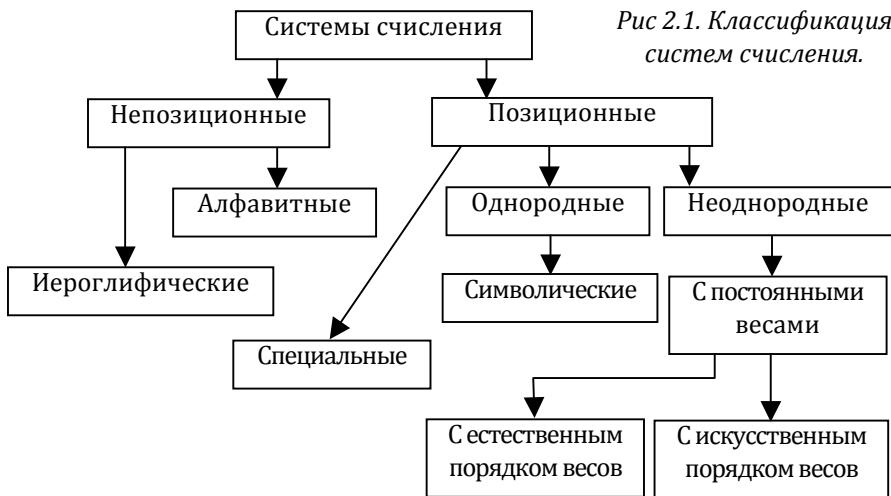 Системы счисления
Рис 2.1. Классификация
систем счисления.
Непозиционные
Позиционные
Алфавитные
Однородные
Неоднородные
Иероглифические
Символические
С постоянными
весами
Специальные
С естественным
порядком весов
С искусственным
порядком весов